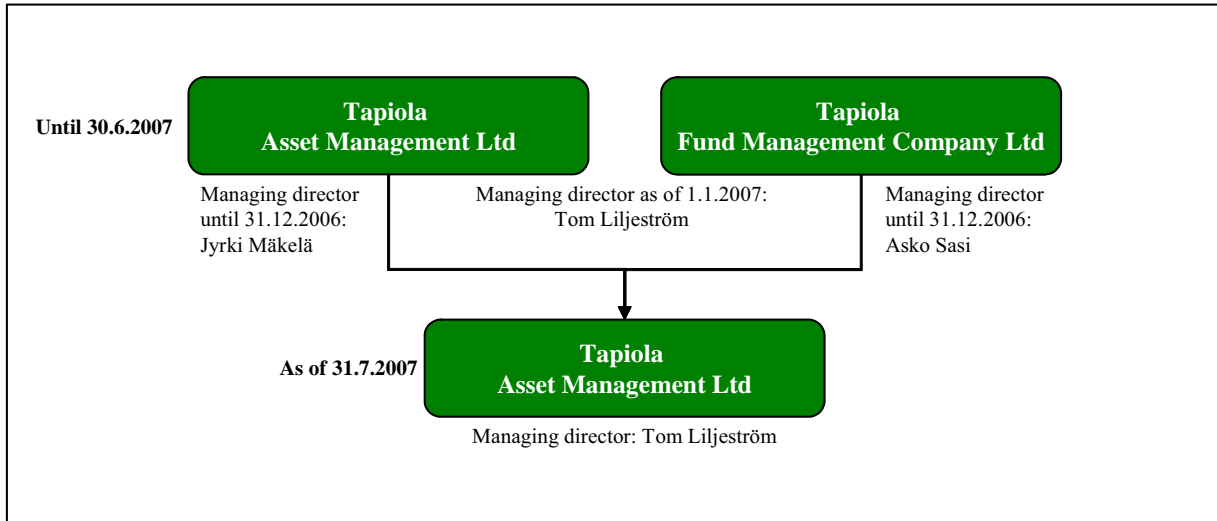 Until 30.6.2007
Tapiola
Asset Management Ltd
Tapiola
Fund Management Company Ltd
Managing director
until 31.12.2006:
Jyrki Mäkelä
Managing director as of 1.1.2007:
Tom Liljeström
Managing director
until 31.12.2006:
Asko Sasi
As of 31.7.2007
Tapiola
Asset Management Ltd
Managing director: Tom Liljeström